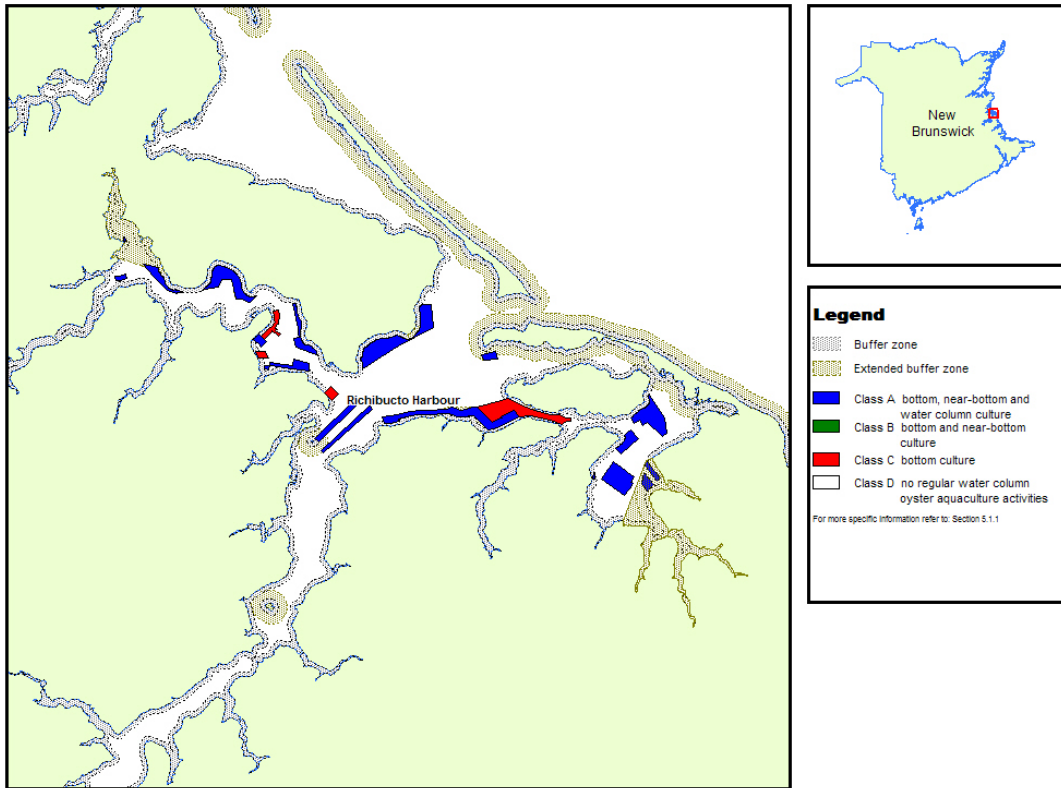 Richibucto Harbour
New
Brunswick
Legend
Buffer zone
Extended buffer zone
Class A bottom, near-bottom and
water column culture
Class B bottom and near-bottom
culture
Class C bottom culture
Class D no regular water column
oyster aquaculture activities
For more specific information refer to: Section 5.1.1